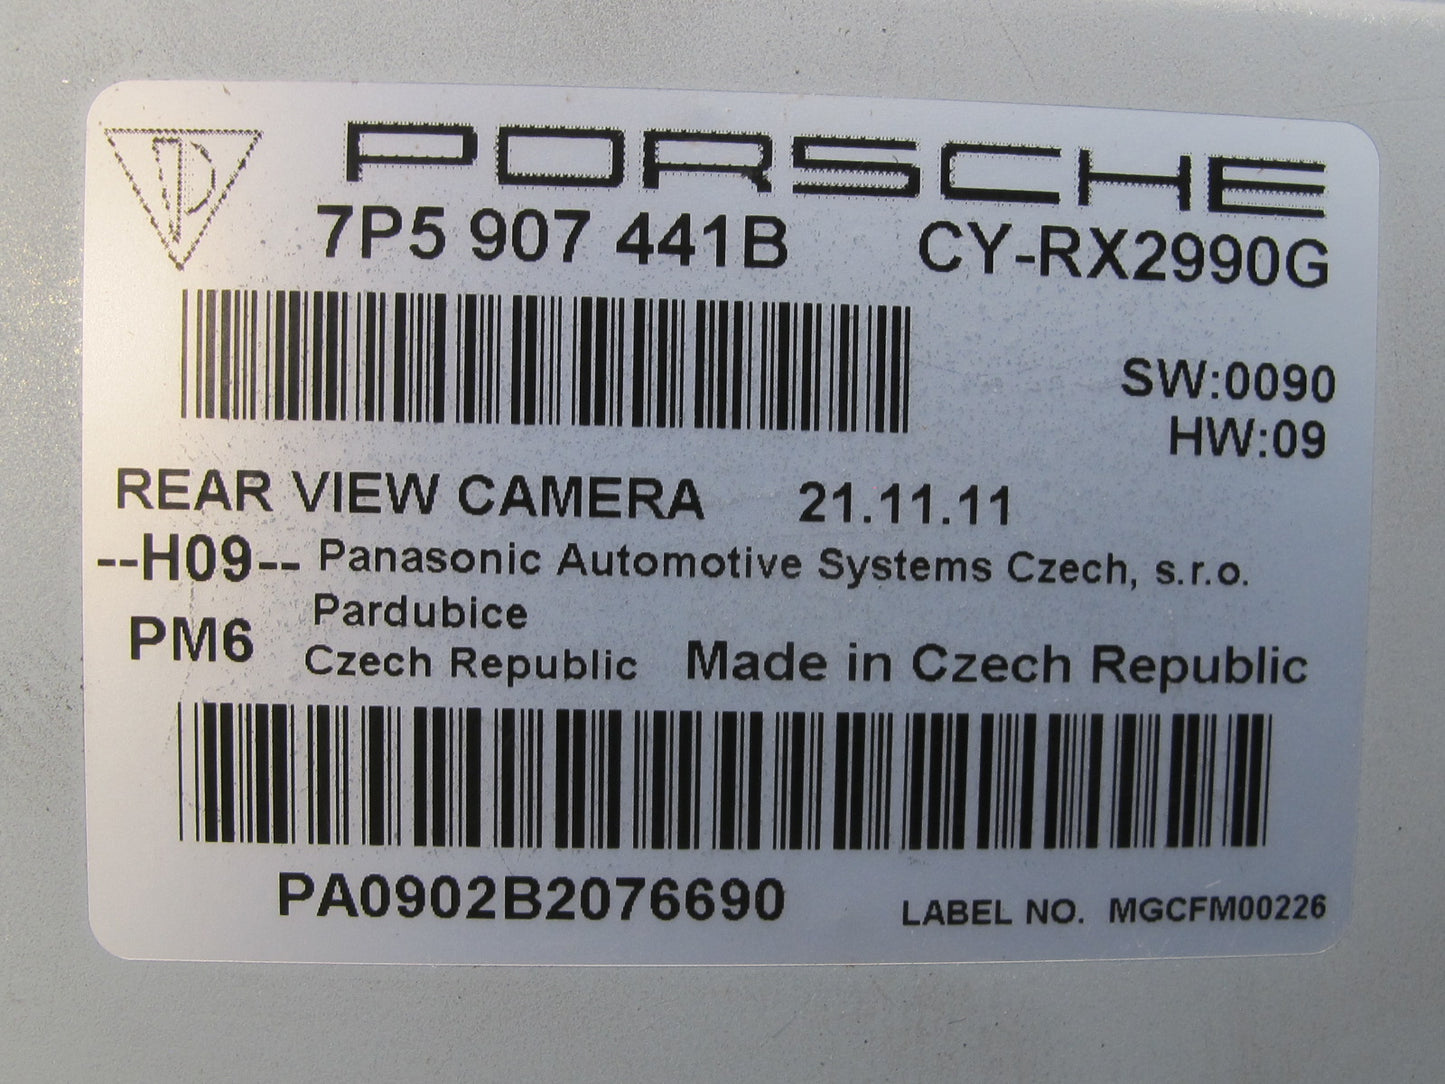 PORSCHE
7P5 907 441B CY-RX2990G
SW:0090
HW:09
REAR VIEW CAMERA 21.11.11
--H09-- Panasonic Automotive Systems Czech, s.r.o.
Pardubice
PM6
Czech Republic Made in Czech Republic
PA0902B2076690 LABEL NO. MGCFM00226